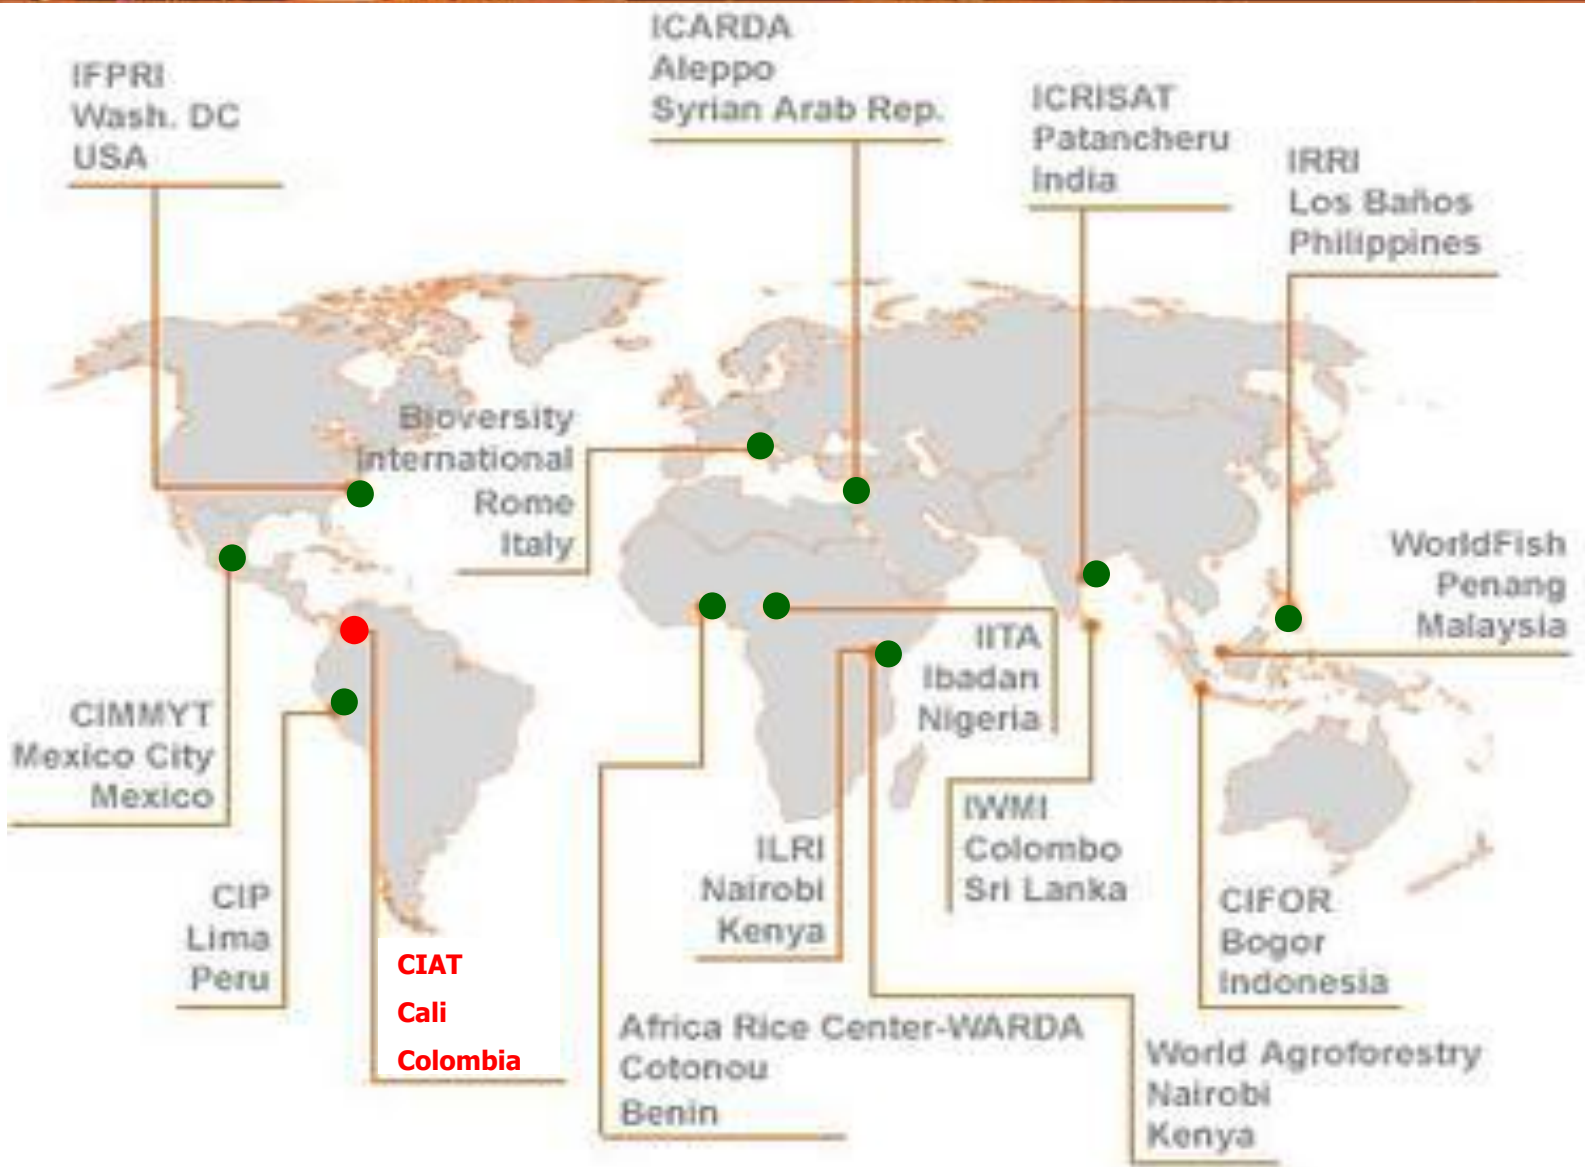 ICARDA
Aleppo
Syrian Arab Rep.
IFPRI
Wash. DC
USA
ICRISAT
Patancheru
India
IRRI
Los Baños
Philippines
Bioversity
International
Rome
Italy
WorldFish
Penang
Malaysia
IITA
Ibadan
Nigeria
CIMMYT
Mexico City
Mexico
IWMI
Colombo
Sri Lanka
ILRI
Nairobi
Kenya
CIP
Lima
Peru
CIFOR
Bogor
Indonesia
CIAT
Cali
Colombia
Africa Rice Center-WARDA
Cotonou
Benin
World Agroforestry
Nairobi
Kenya